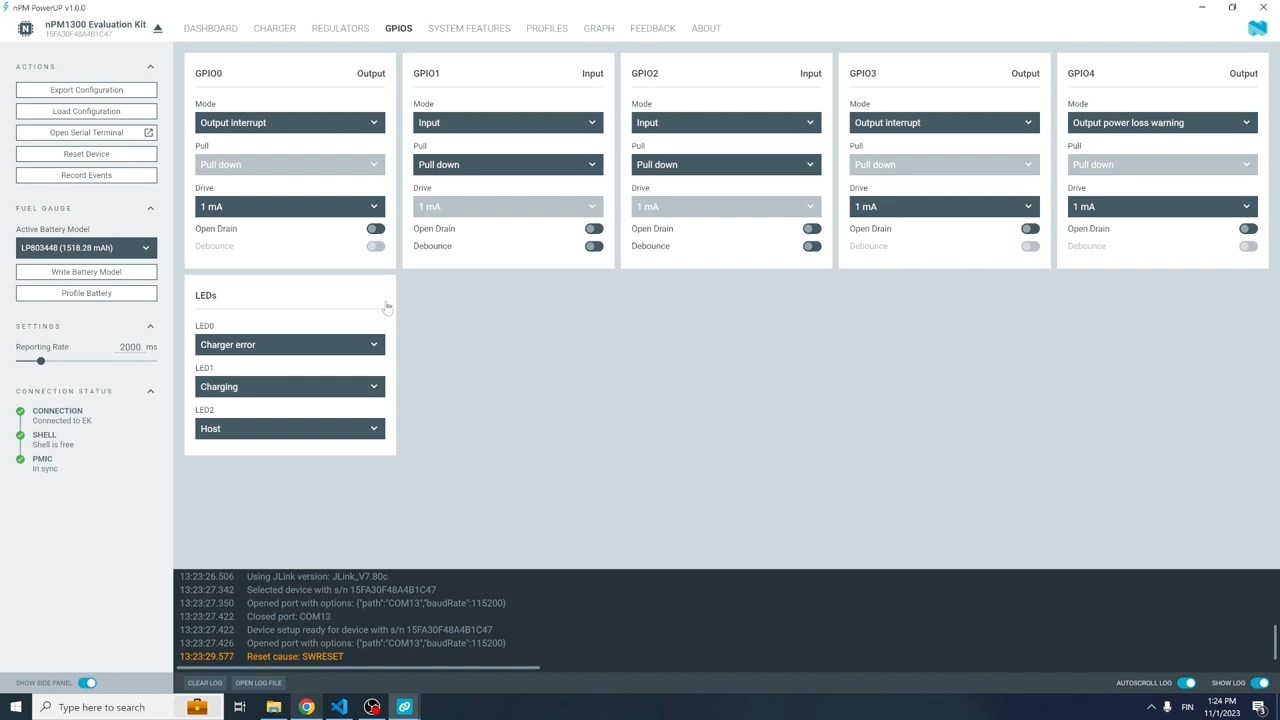 nPM PowerUP v1.0.0
nPM1300 Evaluation Kit
15FA30F48A4B1C47
DASHBOARD CHARGER REGULATORS GPIOS SYSTEM FEATURES PROFILES GRAPH FEEDBACK ABOUT
ACTIONS
Export Configuration
Load Configuration
Open Serial Terminal
Reset Device
Record Events
FUEL GAUGE
Active Battery Model
LP803448 (1518.28 mAh)
Write Battery Model
Profile Battery
SETTINGS
Reporting Rate 2000 ms
CONNECTION STATUS
CONNECTION
Connected to EK
SHELL
Shell is free
PMIC
In sync
SHOW SIDE PANEL
GPIO0 Output
Mode
Output interrupt
Pull
Pull down
Drive
1 mA
Open Drain
Debounce
GPIO1 Input
Mode
Input
Pull
Pull down
Drive
1 mA
Open Drain
Debounce
GPIO2 Input
Mode
Input
Pull
Pull down
Drive
1 mA
Open Drain
Debounce
GPIO3 Output
Mode
Output interrupt
Pull
Pull down
Drive
1 mA
Open Drain
Debounce
GPIO4 Output
Mode
Output power loss warning
Pull
Pull down
Drive
1 mA
Open Drain
Debounce
LEDs
LED0
Charger error
LED1
Charging
LED2
Host
13:23:26.506 Using JLink version: JLink_V7.80c
13:23:27.342 Selected device with s/n 15FA30F48A4B1C47
13:23:27.350 Opened port with options: {"path":"COM13","baudRate":115200}
13:23:27.422 Closed port: COM13
13:23:27.422 Device setup ready for device with s/n 15FA30F48A4B1C47
13:23:27.426 Opened port with options: {"path":"COM13","baudRate":115200}
13:23:29.577 Reset cause: SWRESET
CLEAR LOG OPEN LOG FILE AUTOSCROLL LOG SHOW LOG
Type here to search
FIN
1:24 PM
11/1/2023
3